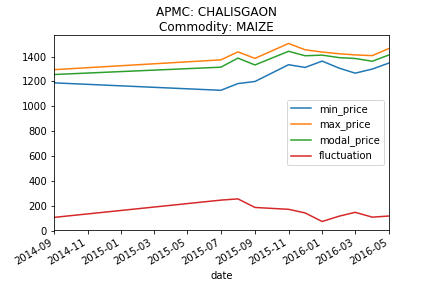 APMC: CHALISGAON
Commodity: MAIZE
1400
1200
1000
800
600
400
200
0
min_price
max_price
modal_price
fluctuation
2014-09
2014-11
2015-01
2015-03
2015-05
2015-07
2015-09
2015-11
2016-01
2016-03
2016-05
date